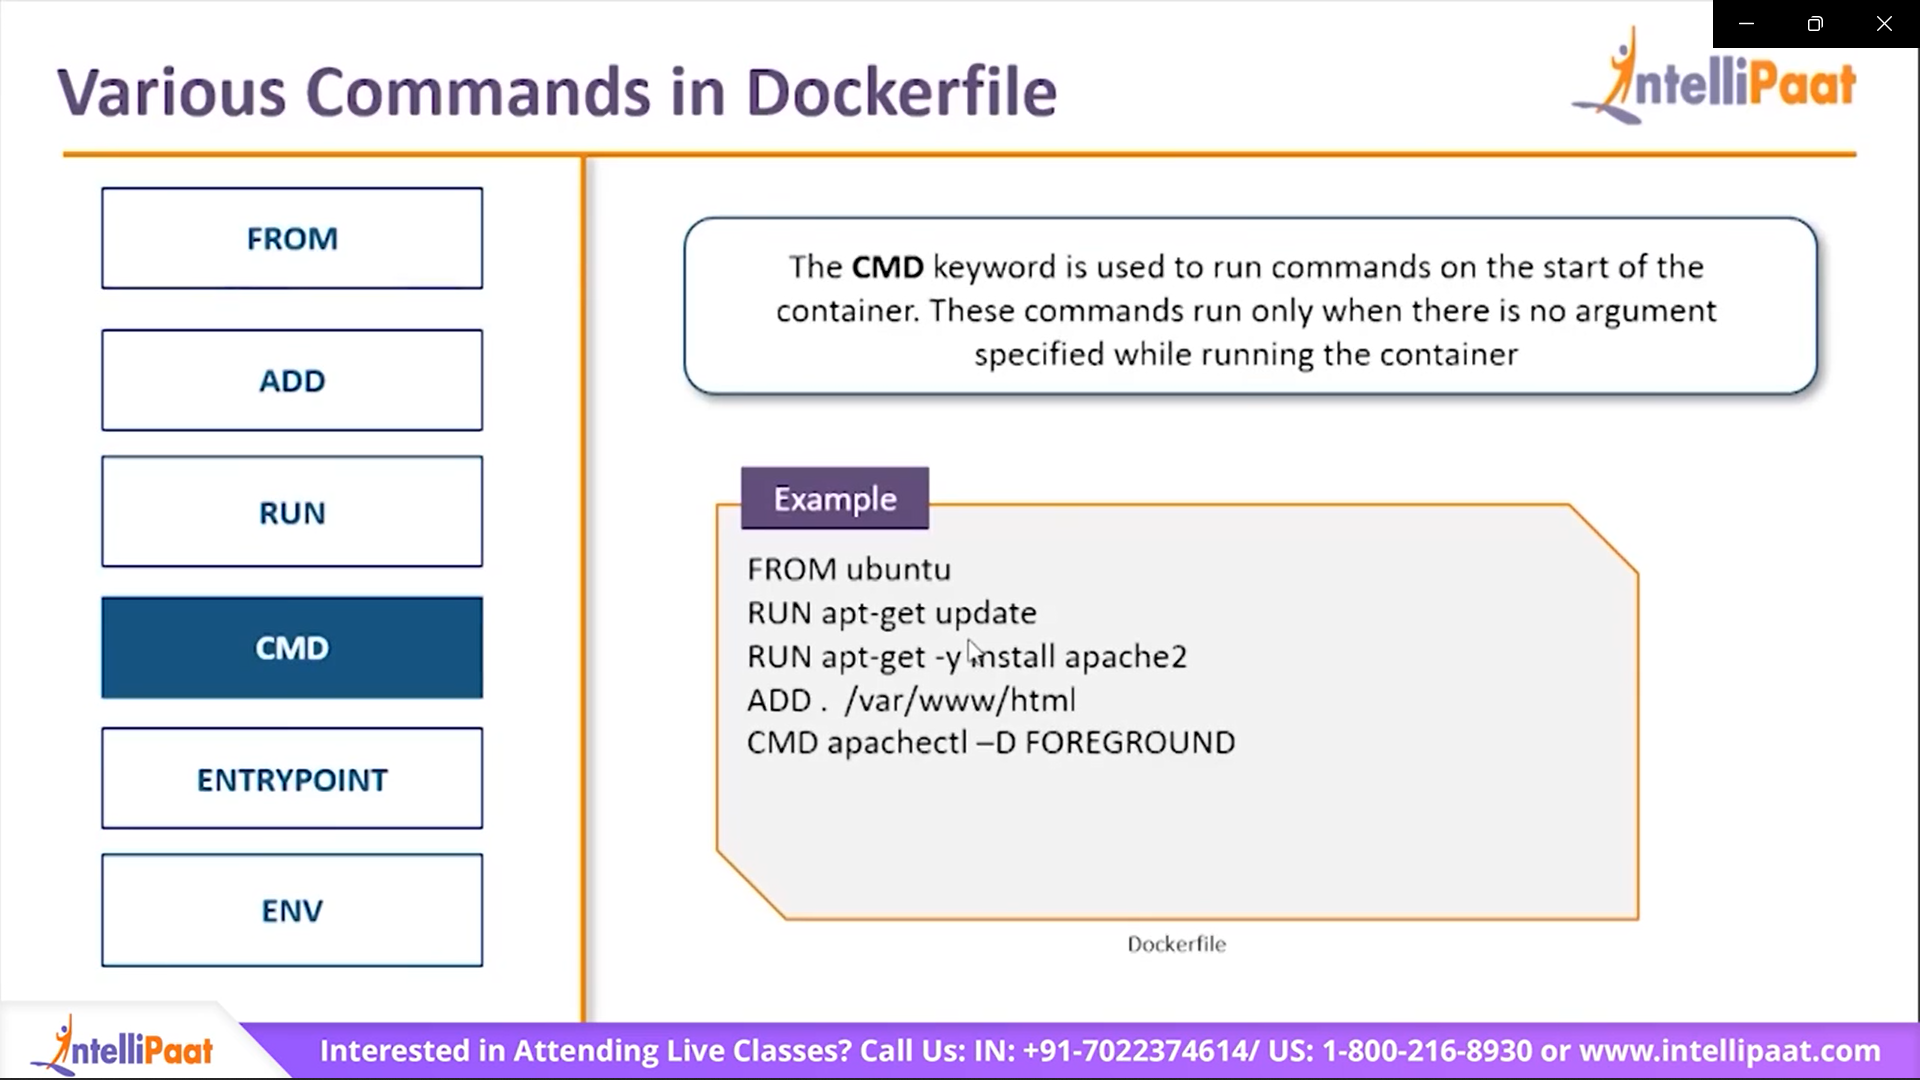 Various Commands in Dockerfile
IntelliPaat
FROM
ADD
RUN
CMD
ENTRYPOINT
ENV
The CMD keyword is used to run commands on the start of the
container. These commands run only when there is no argument
specified while running the container
Example
FROM ubuntu
RUN apt-get update
RUN apt-get -y install apache2
ADD . /var/www/html
CMD apachectl –D FOREGROUND
Dockerfile
IntelliPaat
Interested in Attending Live Classes? Call Us: IN: +91-7022374614/ US: 1-800-216-8930 or www.intellipaat.com